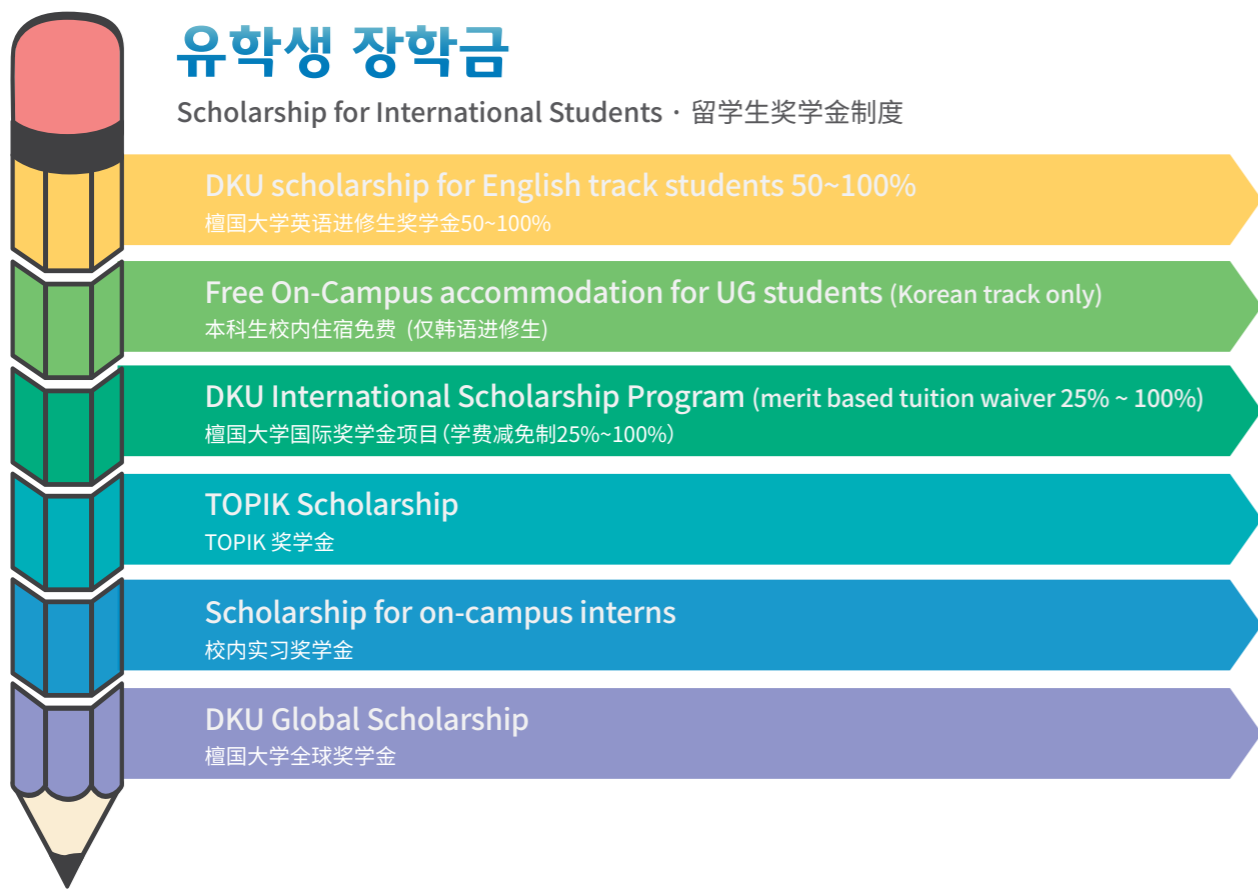 유학생 장학금
Scholarship for International Students · 留学生奖学金制度
DKU scholarship for English track students 50~100%
檀国大学英语进修生奖学金50~100%
Free On-Campus accommodation for UG students (Korean track only)
本科生校内住宿免费 (仅韩语进修生)
DKU International Scholarship Program (merit based tuition waiver 25% ~ 100%)
檀国大学国际奖学金项目(学费减免制25%~100%)
TOPIK Scholarship
TOPIK 奖学金
Scholarship for on-campus interns
校内实习奖学金
DKU Global Scholarship
檀国大学全球奖学金